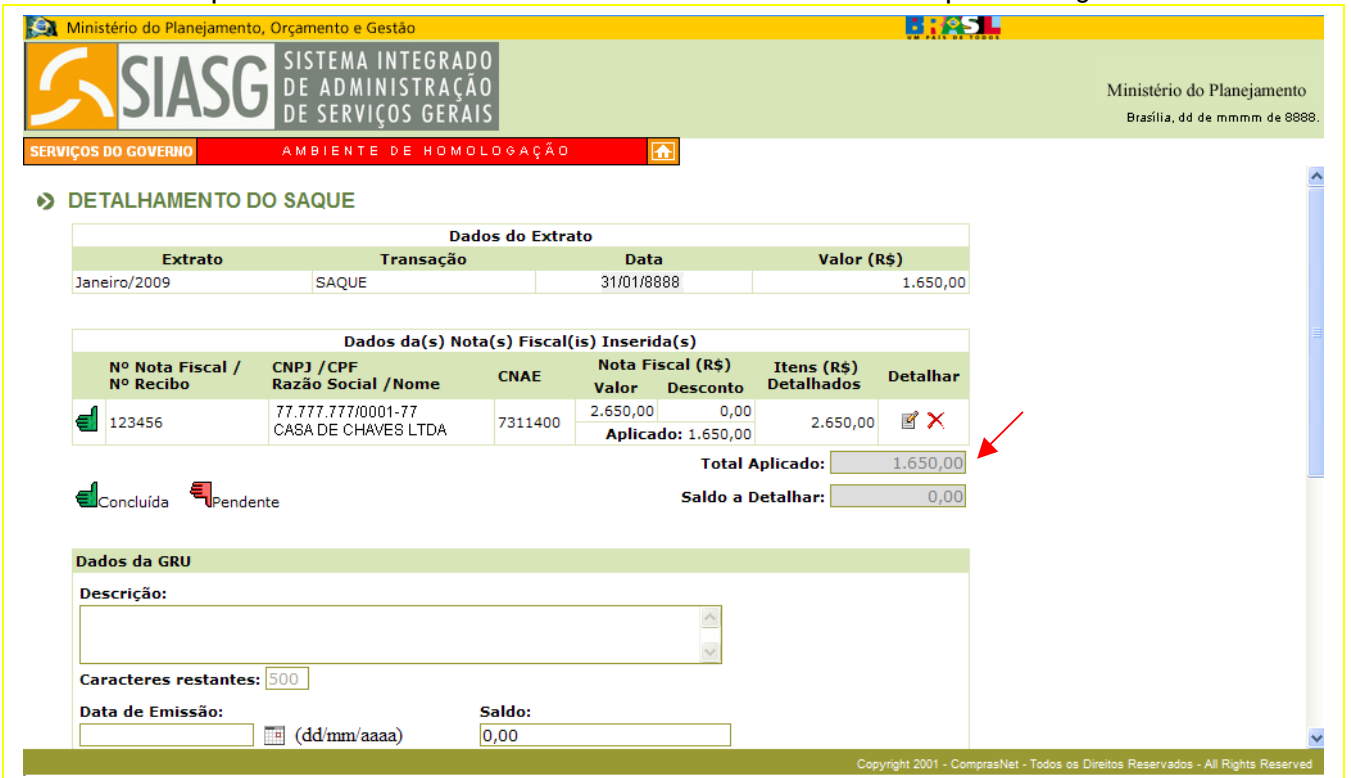 Ministério do Planejamento, Orçamento e Gestão
BRASIL
UM PAÍS DE TODOS
SIASG
SISTEMA INTEGRADO
DE ADMINISTRAÇÃO
DE SERVIÇOS GERAIS
Ministério do Planejamento
Brasília, dd de mmmm de 8888.
SERVIÇOS DO GOVERNO AMBIENTE DE HOMOLOGAÇÃO
DETALHAMENTO DO SAQUE
Dados do Extrato
Extrato Transação Data Valor (R$)
Janeiro/2009 SAQUE 31/01/8888 1.650,00
Dados da(s) Nota(s) Fiscal(is) Inserida(s)
Nº Nota Fiscal / CNPJ /CPF CNAE Nota Fiscal (R$) Itens (R$) Detalhar
Nº Recibo Razão Social /Nome Valor Desconto Detalhados
123456 77.777.777/0001-77 7311400 2.650,00 0,00 2.650,00
CASA DE CHAVES LTDA Aplicado: 1.650,00
Total Aplicado: 1.650,00
Concluída Pendente Saldo a Detalhar: 0,00
Dados da GRU
Descrição:
Caracteres restantes: 500
Data de Emissão: Saldo:
(dd/mm/aaaa) 0,00
Copyright 2001 - ComprasNet - Todos os Direitos Reservados - All Rights Reserved